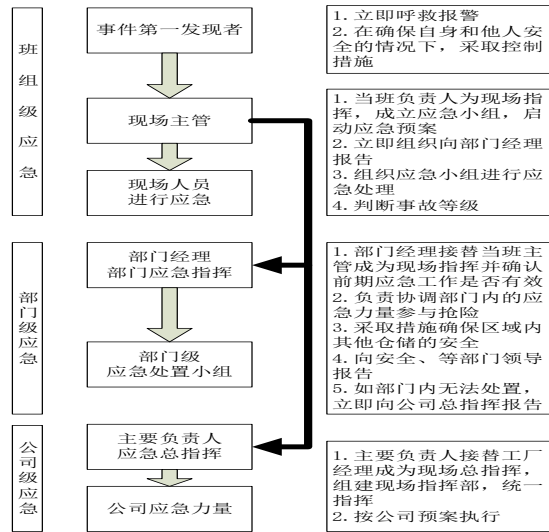 班组级应急
事件第一发现者
现场主管
现场人员
进行应急
1. 立即呼救报警
2. 在确保自身和他人安
全的情况下，采取控制
措施
1. 当班负责人为现场指
挥，成立应急小组，启
动应急预案
2. 立即组织向部门经理
报告
3. 组织应急小组进行应
急处理
4. 判断事故等级
部门级应急
部门经理
部门应急指挥
部门级
应急处置小组
1. 部门经理接替当班主
管成为现场指挥并确认
前期应急工作是否有效
2. 负责协调部门内的应
急力量参与抢险
3. 采取措施确保区域内
其他仓储的安全
4. 向安全、等部门领导
报告
5. 如部门内无法处置，
立即向公司总指挥报告
公司级应急
主要负责人
应急总指挥
公司应急力量
1. 主要负责人接替工厂
经理成为现场总指挥，
组建现场指挥部，统一
指挥
2. 按公司预案执行